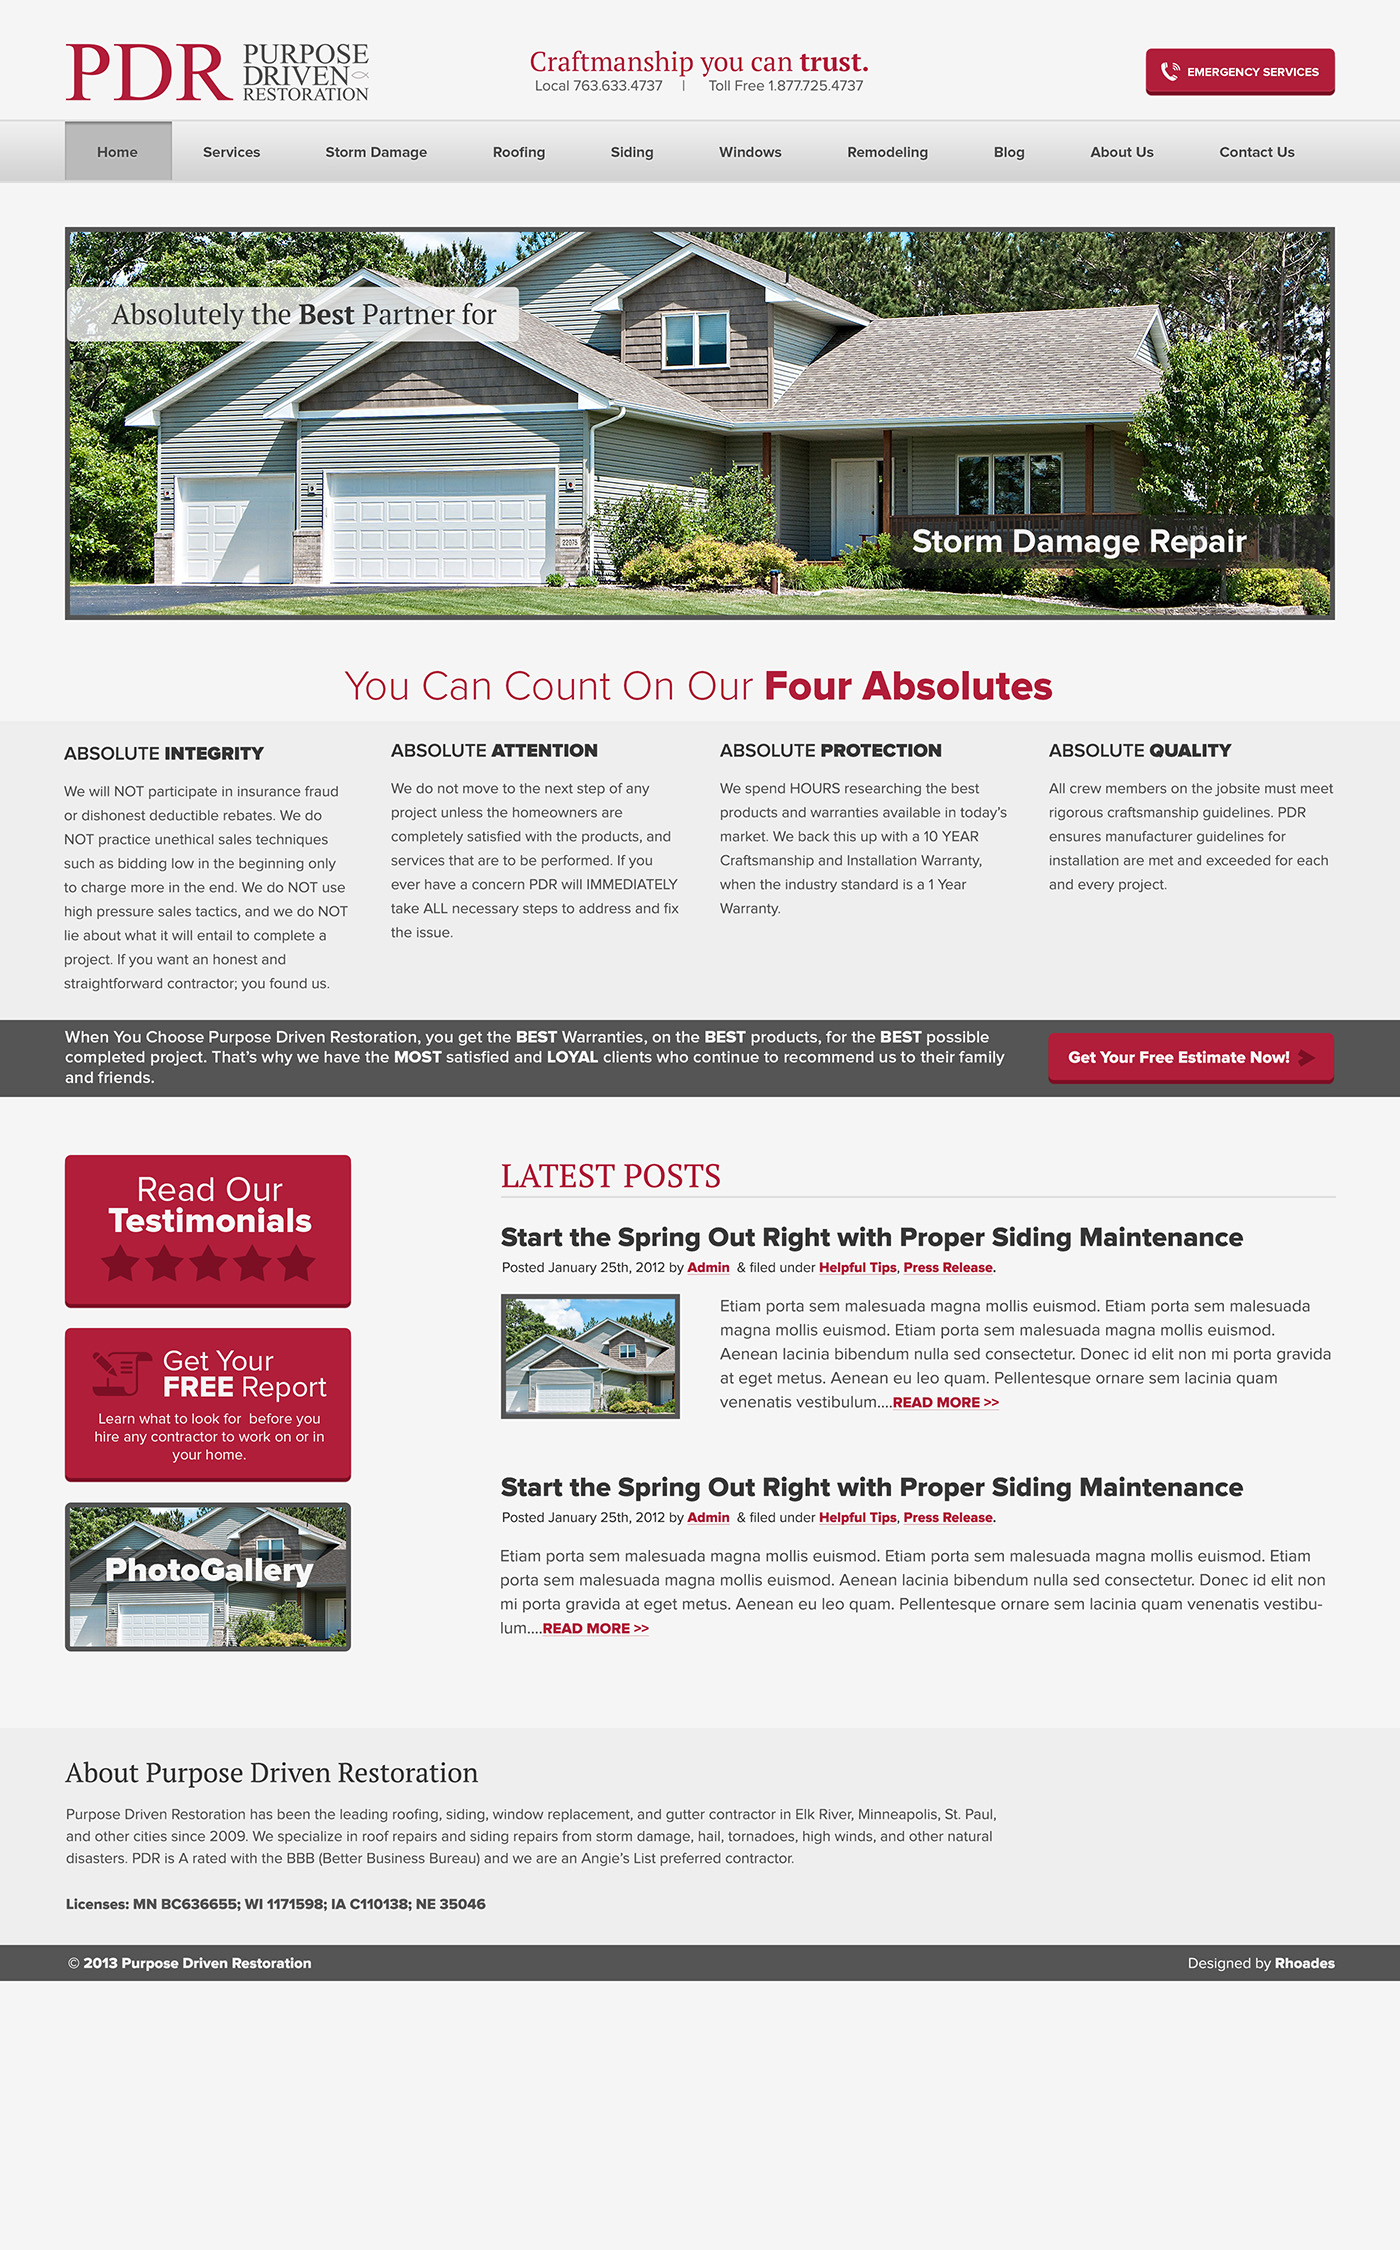 PDR PURPOSE
DRIVEN
RESTORATION
Craftmanship you can trust.
Local 763.633.4737 | Toll Free 1.877.725.4737
EMERGENCY SERVICES
Home Services Storm Damage Roofing Siding Windows Remodeling Blog About Us Contact Us
Absolutely the Best Partner for
22075
Storm Damage Repair
You Can Count On Our Four Absolutes
ABSOLUTE INTEGRITY
We will NOT participate in insurance fraud
or dishonest deductible rebates. We do
NOT practice unethical sales techniques
such as bidding low in the beginning only
to charge more in the end. We do NOT use
high pressure sales tactics, and we do NOT
lie about what it will entail to complete a
project. If you want an honest and
straightforward contractor; you found us.
ABSOLUTE ATTENTION
We do not move to the next step of any
project unless the homeowners are
completely satisfied with the products, and
services that are to be performed. If you
ever have a concern PDR will IMMEDIATELY
take ALL necessary steps to address and fix
the issue.
ABSOLUTE PROTECTION
We spend HOURS researching the best
products and warranties available in today's
market. We back this up with a 10 YEAR
Craftsmanship and Installation Warranty,
when the industry standard is a 1 Year
Warranty.
ABSOLUTE QUALITY
All crew members on the jobsite must meet
rigorous craftsmanship guidelines. PDR
ensures manufacturer guidelines for
installation are met and exceeded for each
and every project.
When You Choose Purpose Driven Restoration, you get the BEST Warranties, on the BEST products, for the BEST possible
completed project. That's why we have the MOST satisfied and LOYAL clients who continue to recommend us to their family
and friends.
Get Your Free Estimate Now!
Read Our
Testimonials
Get Your
FREE Report
Learn what to look for before you
hire any contractor to work on or in
your home.
PhotoGallery
LATEST POSTS
Start the Spring Out Right with Proper Siding Maintenance
Posted January 25th, 2012 by Admin & filed under Helpful Tips, Press Release.
Etiam porta sem malesuada magna mollis euismod. Etiam porta sem malesuada
magna mollis euismod. Etiam porta sem malesuada magna mollis euismod.
Aenean lacinia bibendum nulla sed consectetur. Donec id elit non mi porta gravida
at eget metus. Aenean eu leo quam. Pellentesque ornare sem lacinia quam
venenatis vestibulum....READ MORE >>
Start the Spring Out Right with Proper Siding Maintenance
Posted January 25th, 2012 by Admin & filed under Helpful Tips, Press Release.
Etiam porta sem malesuada magna mollis euismod. Etiam porta sem malesuada magna mollis euismod. Etiam
porta sem malesuada magna mollis euismod. Aenean lacinia bibendum nulla sed consectetur. Donec id elit non
mi porta gravida at eget metus. Aenean eu leo quam. Pellentesque ornare sem lacinia quam venenatis vestibu-
lum....READ MORE >>
About Purpose Driven Restoration
Purpose Driven Restoration has been the leading roofing, siding, window replacement, and gutter contractor in Elk River, Minneapolis, St. Paul,
and other cities since 2009. We specialize in roof repairs and siding repairs from storm damage, hail, tornadoes, high winds, and other natural
disasters. PDR is A rated with the BBB (Better Business Bureau) and we are an Angie's List preferred contractor.
Licenses: MN BC636655; WI 1171598; IA C110138; NE 35046
© 2013 Purpose Driven Restoration
Designed by Rhoades